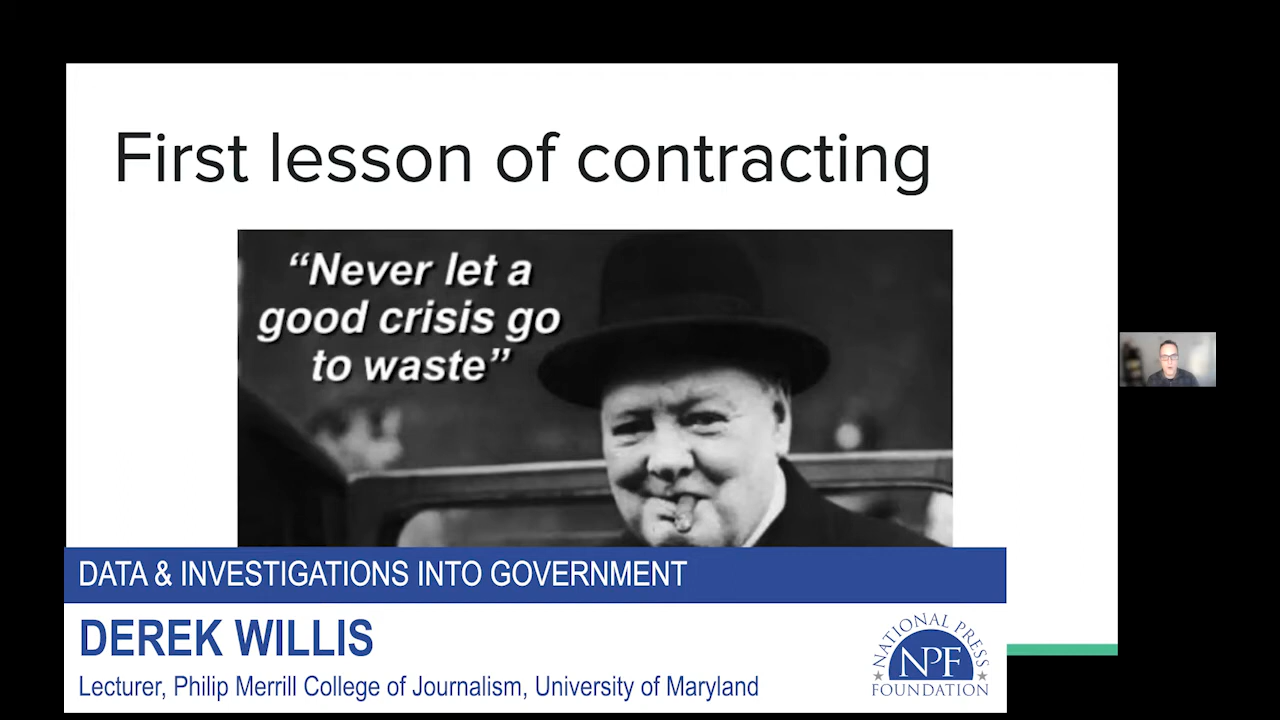 First lesson of contracting
“Never let a
good crisis go
to waste”
DATA & INVESTIGATIONS INTO GOVERNMENT
DEREK WILLIS
Lecturer, Philip Merrill College of Journalism, University of Maryland
NATIONAL PRESS
NPF
FOUNDATION